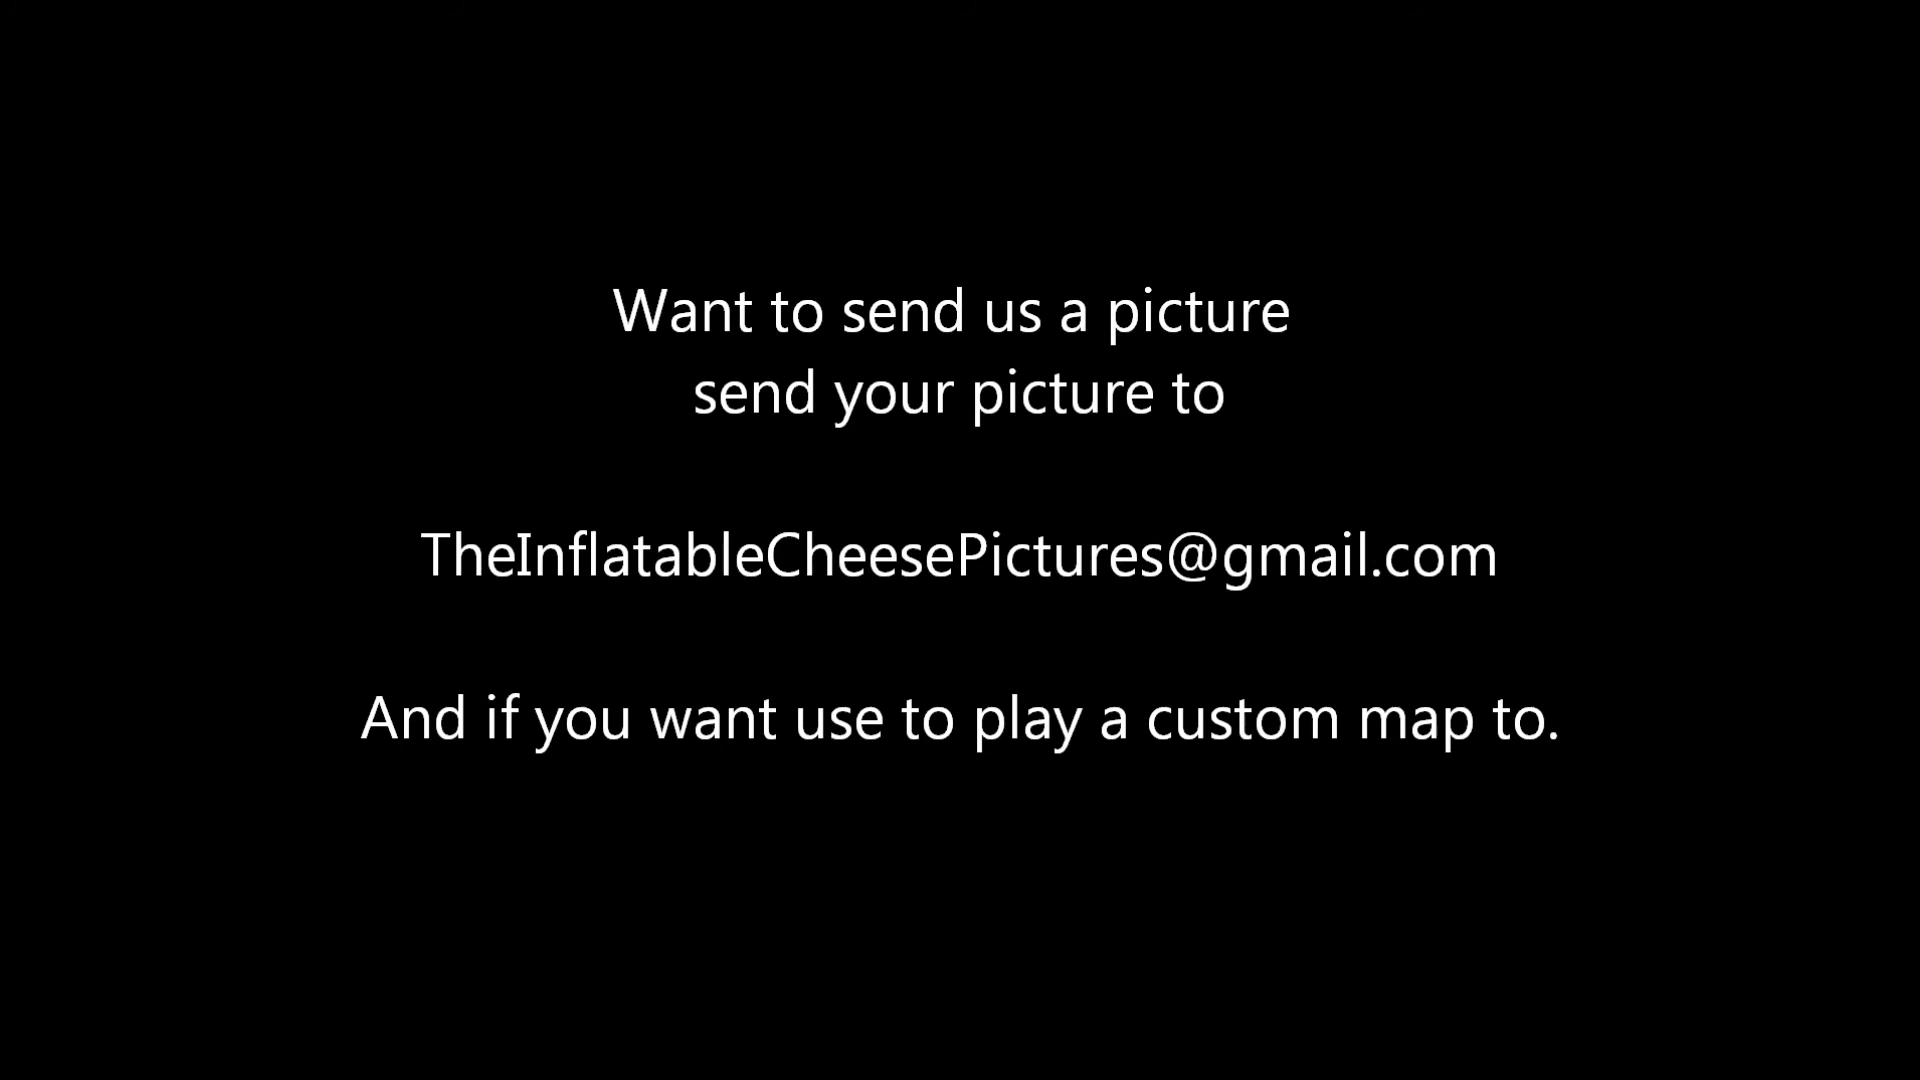 Want to send us a picture
send your picture to
TheInflatableCheesePictures@gmail.com
And if you want use to play a custom map to.